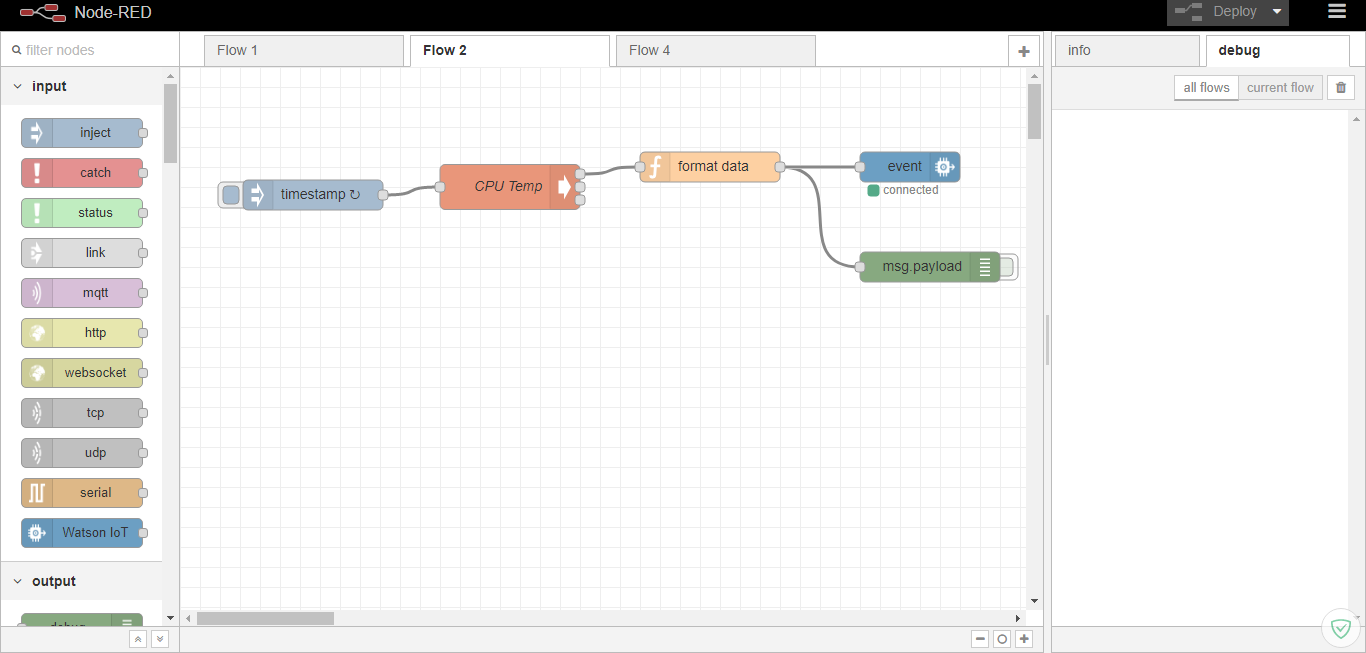 Node-RED
Deploy
filter nodes
Flow 1
Flow 2
Flow 4
info
debug
all flows
current flow
input
inject
catch
status
link
mqtt
http
websocket
tcp
udp
serial
Watson IoT
output
debug
timestamp ↻
CPU Temp
format data
event
connected
msg.payload